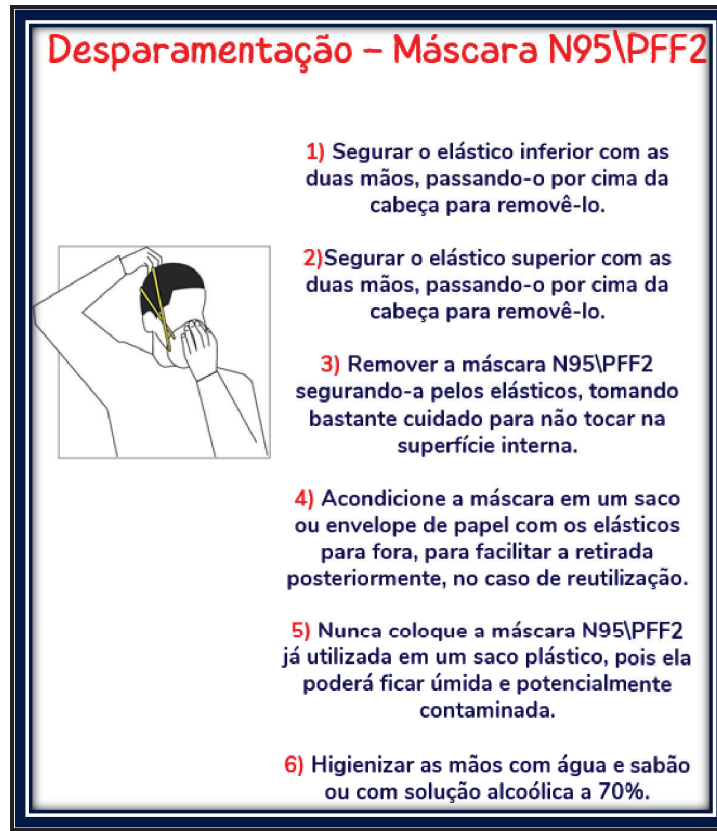 Desparamentação – Máscara N95\PFF2
1) Segurar o elástico inferior com as
duas mãos, passando-o por cima da
cabeça para removê-lo.
2)Segurar o elástico superior com as
duas mãos, passando-o por cima da
cabeça para removê-lo.
3) Remover a máscara N95\PFF2
segurando-a pelos elásticos, tomando
bastante cuidado para não tocar na
superfície interna.
4) Acondicione a máscara em um saco
ou envelope de papel com os elásticos
para fora, para facilitar a retirada
posteriormente, no caso de reutilização.
5) Nunca coloque a máscara N95\PFF2
já utilizada em um saco plástico, pois ela
poderá ficar úmida e potencialmente
contaminada.
6) Higienizar as mãos com água e sabão
ou com solução alcoólica a 70%.